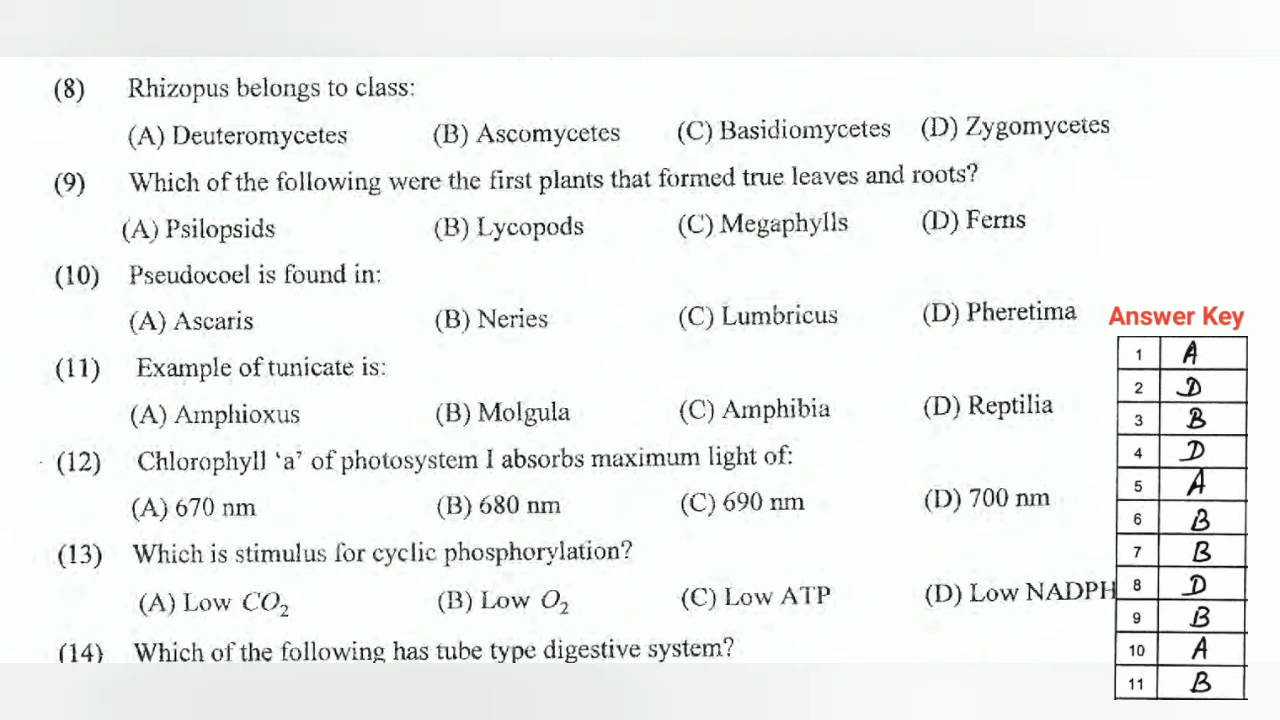 (8) Rhizopus belongs to class:
(A) Deuteromycetes (B) Ascomycetes (C) Basidiomycetes (D) Zygomycetes
(9) Which of the following were the first plants that formed true leaves and roots?
(A) Psilopsids (B) Lycopods (C) Megaphylls (D) Ferns
(10) Pseudocoel is found in:
(A) Ascaris (B) Neries (C) Lumbricus (D) Pheretima
(11) Example of tunicate is:
(A) Amphioxus (B) Molgula (C) Amphibia (D) Reptilia
(12) Chlorophyll ‘a’ of photosystem I absorbs maximum light of:
(A) 670 nm (B) 680 nm (C) 690 nm (D) 700 nm
(13) Which is stimulus for cyclic phosphorylation?
(A) Low CO₂ (B) Low O₂ (C) Low ATP (D) Low NADPH
(14) Which of the following has tube type digestive system?
Answer Key
1 A
2 D
3 B
4 D
5 A
6 B
7 B
8 D
9 B
10 A
11 B